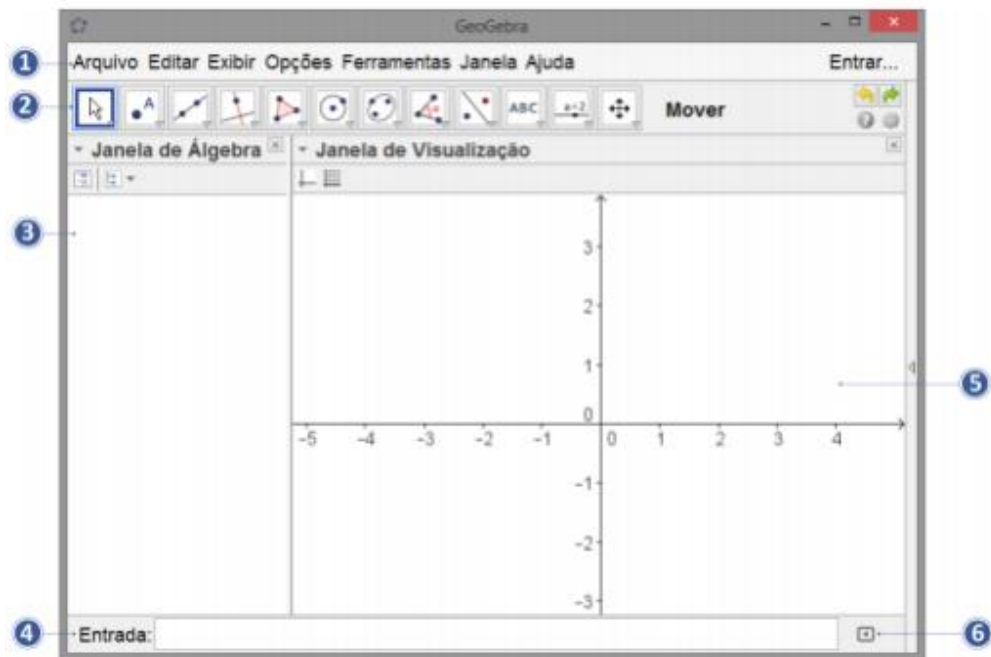 GeoGebra
1 Arquivo Editar Exibir Opções Ferramentas Janela Ajuda Entrar...
2 A ABC a=2 Mover
Janela de Álgebra Janela de Visualização
3
3
2
1
5
0
-5 -4 -3 -2 -1 0 1 2 3 4
-1
-2
-3
4 Entrada: 6